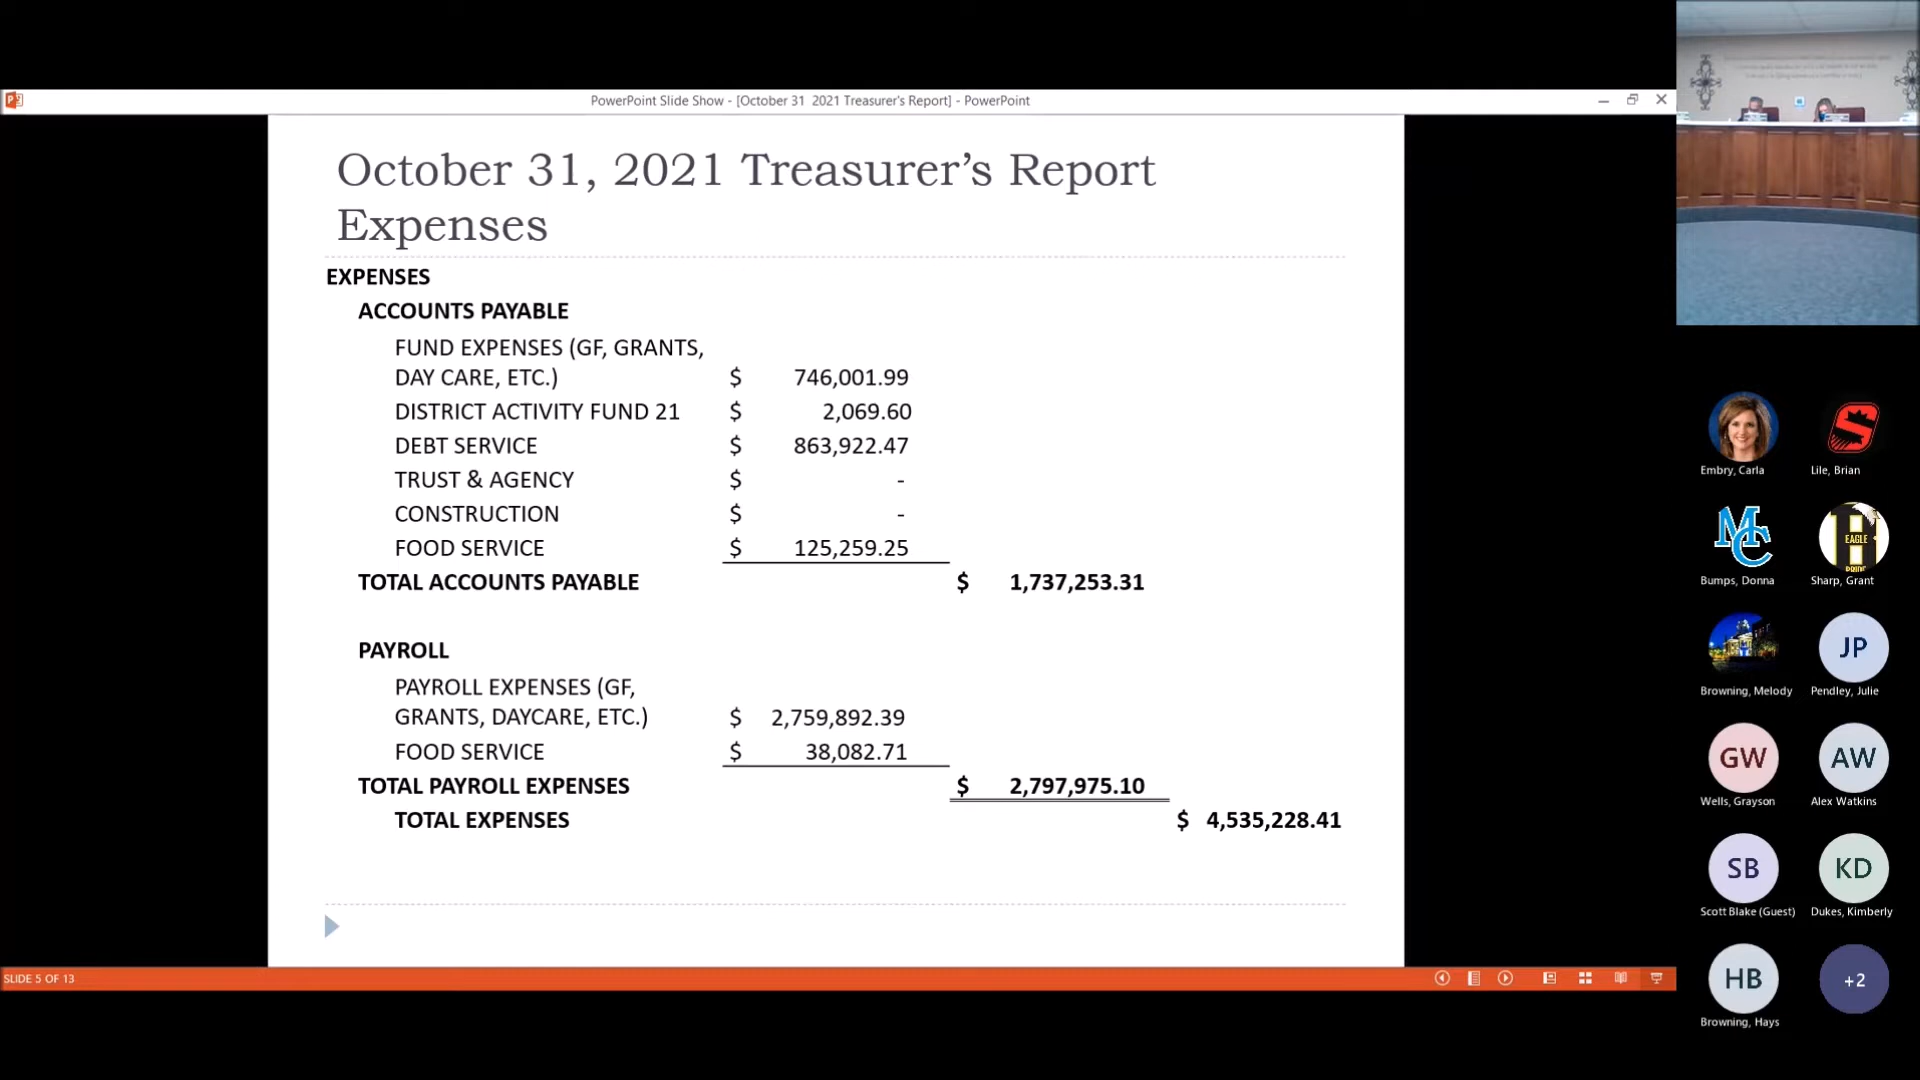 PowerPoint Slide Show - [October 31 2021 Treasurer's Report] - PowerPoint
October 31, 2021 Treasurer's Report
Expenses
EXPENSES
ACCOUNTS PAYABLE
FUND EXPENSES (GF, GRANTS,
DAY CARE, ETC.) $ 746,001.99
DISTRICT ACTIVITY FUND 21 $ 2,069.60
DEBT SERVICE $ 863,922.47
TRUST & AGENCY $ -
CONSTRUCTION $ -
FOOD SERVICE $ 125,259.25
TOTAL ACCOUNTS PAYABLE $ 1,737,253.31
PAYROLL
PAYROLL EXPENSES (GF,
GRANTS, DAYCARE, ETC.) $ 2,759,892.39
FOOD SERVICE $ 38,082.71
TOTAL PAYROLL EXPENSES $ 2,797,975.10
TOTAL EXPENSES $ 4,535,228.41
SLIDE 5 OF 13
S
Embry, Carla Lile, Brian
MC H EAGLE PRIDE
Bumps, Donna Sharp, Grant
JP
Browning, Melody Pendley, Julie
GW AW
Wells, Grayson Alex Watkins
SB KD
Scott Blake (Guest) Dukes, Kimberly
HB +2
Browning, Hays